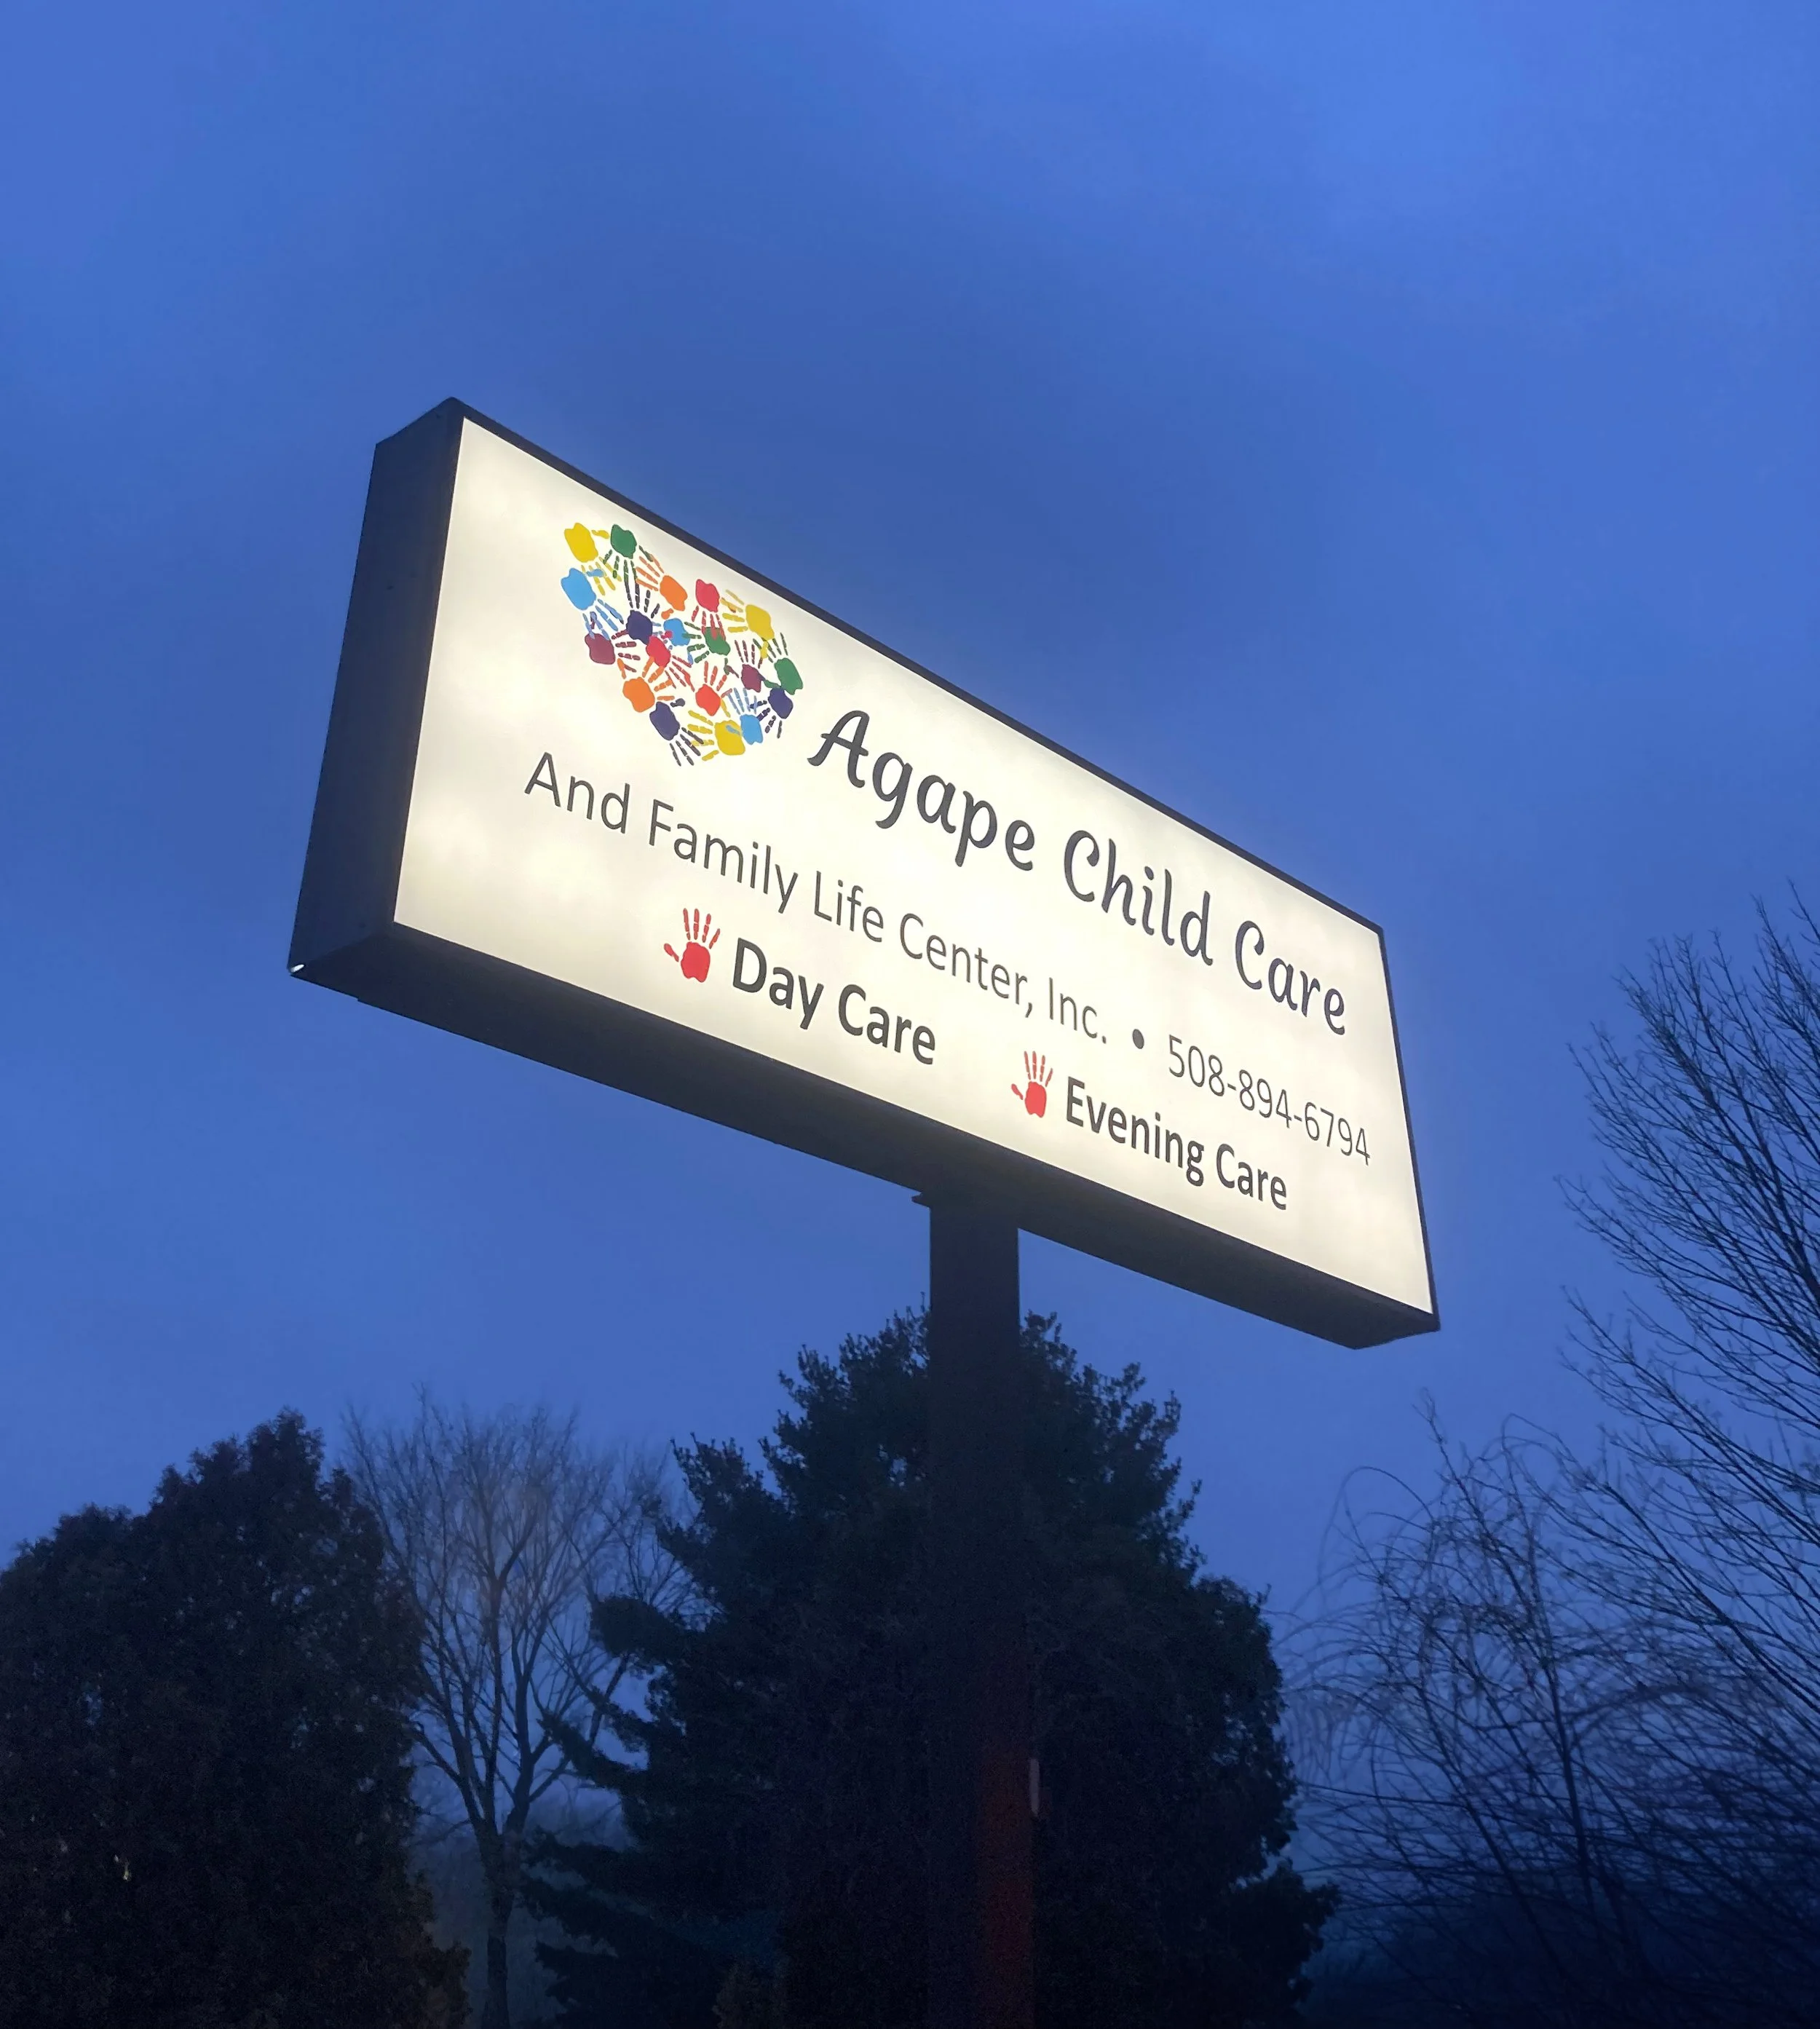 Agape Child Care
And Family Life Center, Inc. • 508-894-6794
Day Care Evening Care